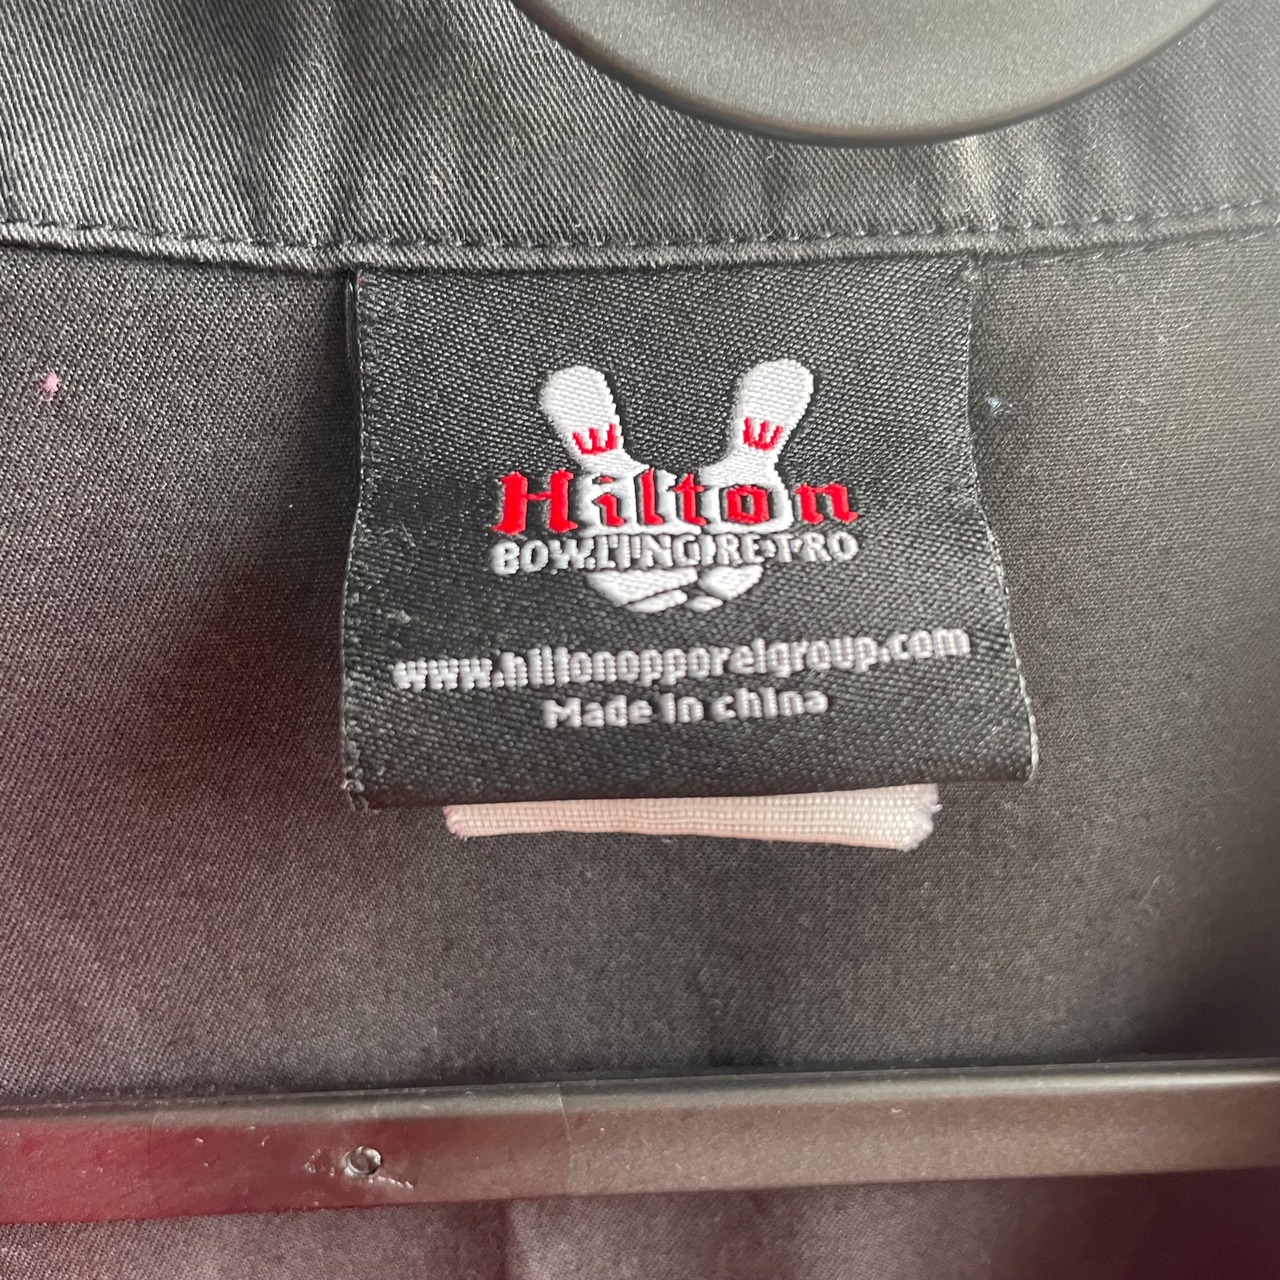 Hilton
BOWLING RETRO
www.hiltonapparelgroup.com
Made in china